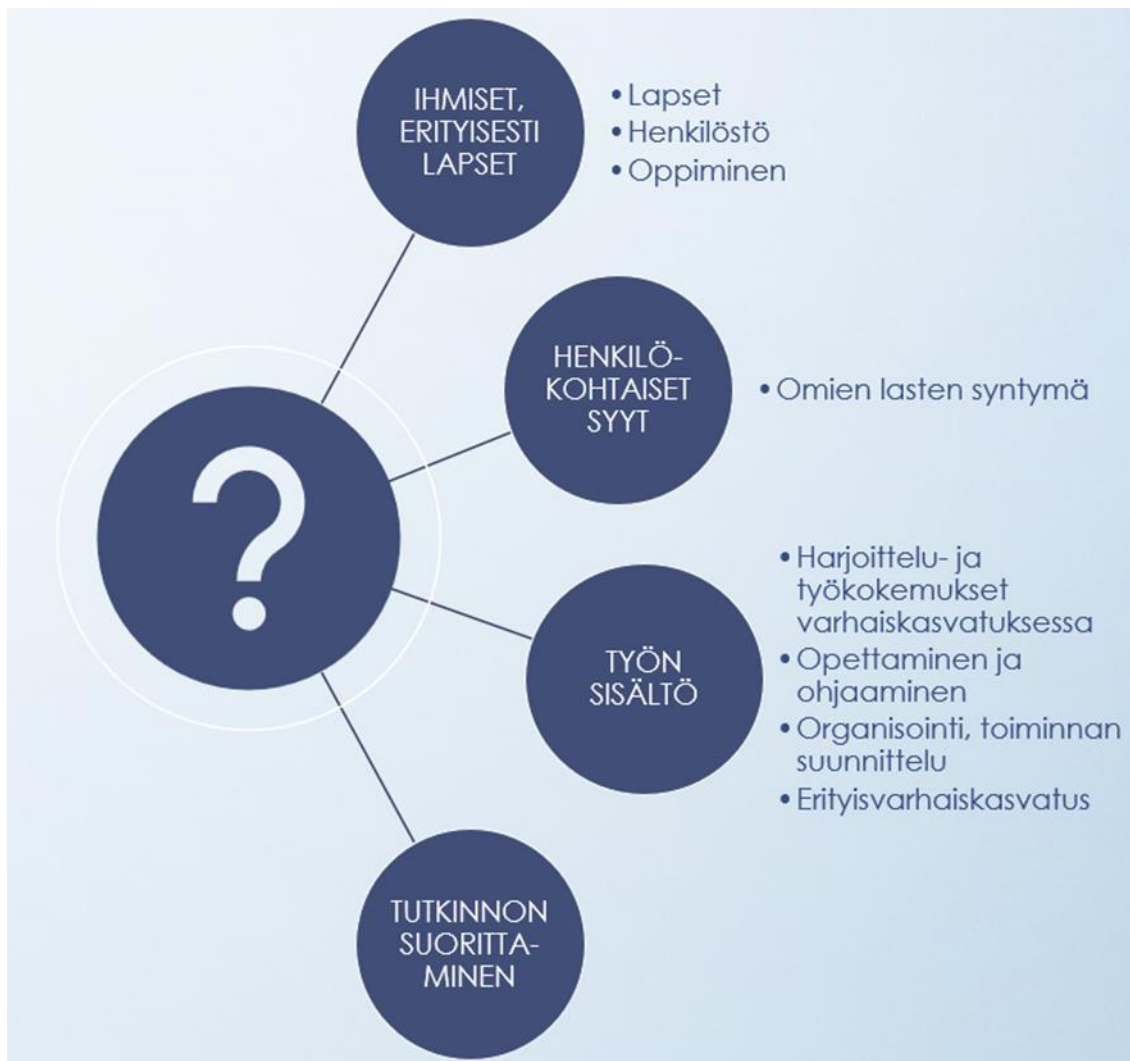 IHMISET,
ERITYISESTI
LAPSET
• Lapset
• Henkilöstö
• Oppiminen
HENKILÖ-
KOHTAISET
SYYT
• Omien lasten syntymä
?
TYÖN
SISÄLTÖ
• Harjoittelu- ja
työkokemukset
varhaiskasvatuksessa
• Opettaminen ja
ohjaaminen
• Organisointi, toiminnan
suunnittelu
• Erityisvarhaiskasvatus
TUTKINNON
SUORITTA-
MINEN